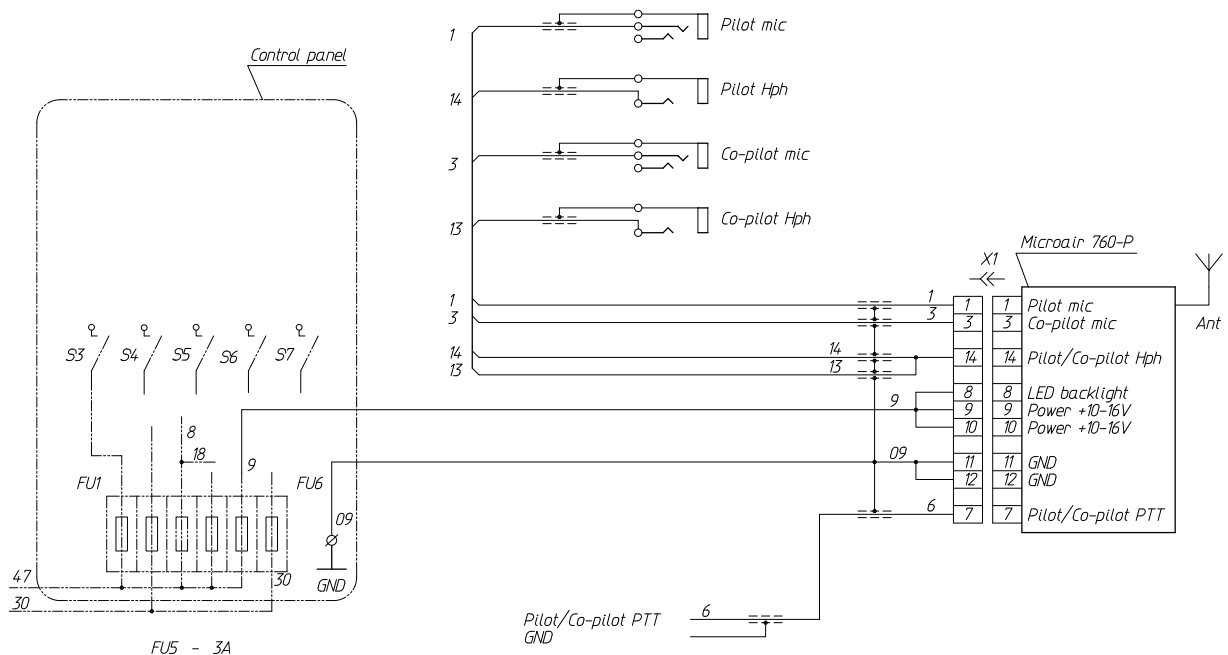 Control panel
1
Pilot mic
14
Pilot Hph
3
Co-pilot mic
13
Co-pilot Hph
Microair 760-P
X1
Ant
1
1
1
1
Pilot mic
3
3
3
3
Co-pilot mic
14
14
14
14
Pilot/Co-pilot Hph
13
13
S3
S4
S5
S6
S7
8
8
LED backlight
9
9
9
Power +10-16V
10
10
Power +10-16V
8
18
9
09
11
11
GND
12
12
GND
FU1
FU6
09
6
7
7
Pilot/Co-pilot PTT
47
30
GND
30
Pilot/Co-pilot PTT
6
GND
FU5 - 3A